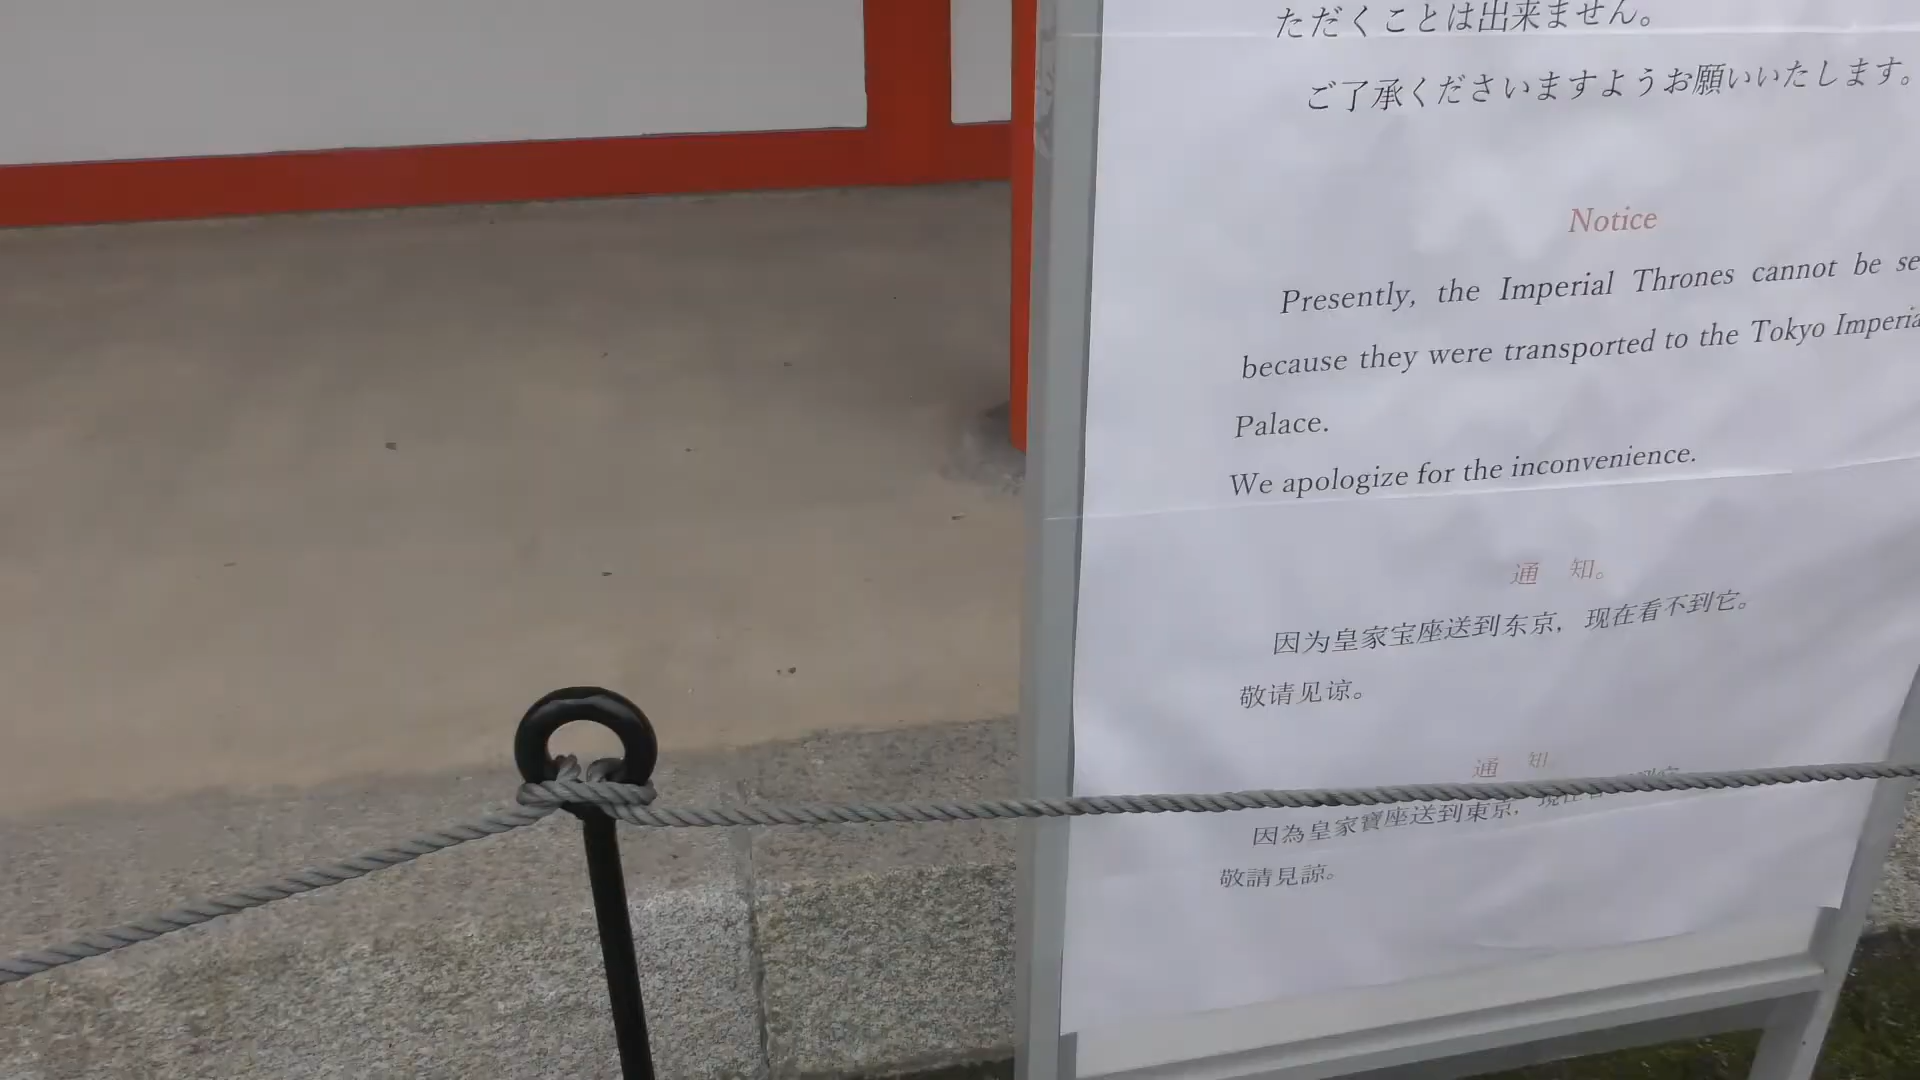 ただくことは出来ません。
ご了承くださいますようお願いいたします。
Notice
Presently, the Imperial Thrones cannot be
because they were transported to the Tokyo
Palace.
We apologize for the inconvenience.
通 知。
因为皇家宝座送到东京，现在看不到它。
敬请见谅。
通 知
因為皇家寶座送到東京，現在
敬請見諒。